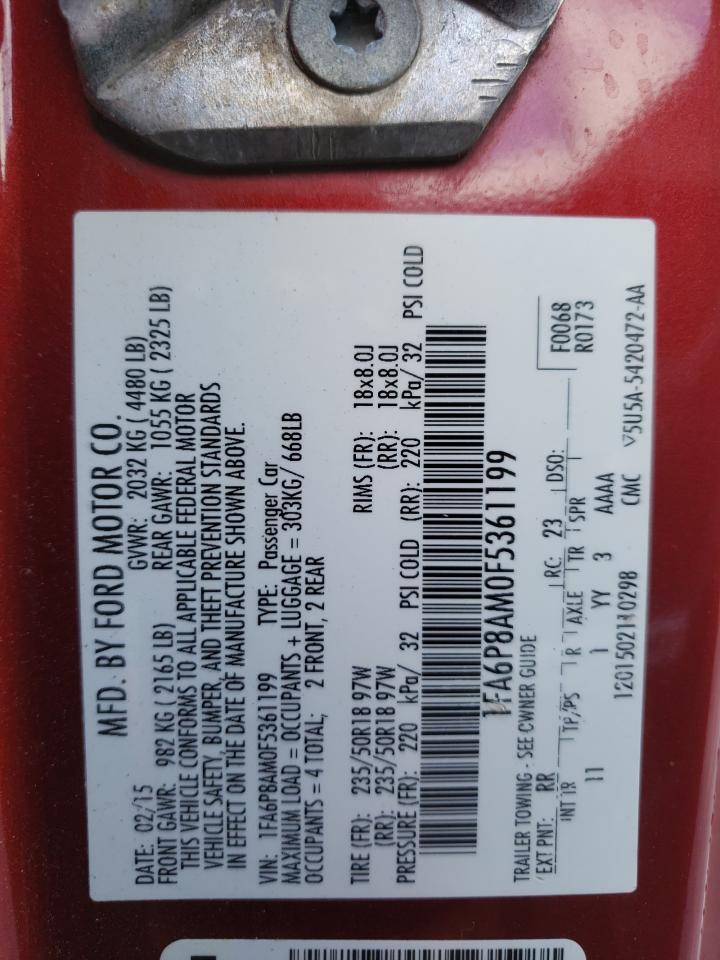 MFD. BY FORD MOTOR CO.
DATE: 02/15 GVWR: 2032 KG ( 4480 LB)
FRONT GAWR: 982 KG ( 2165 LB) REAR GAWR: 1055 KG ( 2325 LB)
THIS VEHICLE CONFORMS TO ALL APPLICABLE FEDERAL MOTOR
VEHICLE SAFETY, BUMPER, AND THEFT PREVENTION STANDARDS
IN EFFECT ON THE DATE OF MANUFACTURE SHOWN ABOVE.
VIN: 1FA6P8AM0F5361199 TYPE: Passenger Car
MAXIMUM LOAD = OCCUPANTS + LUGGAGE = 303KG/ 668LB
OCCUPANTS = 4 TOTAL; 2 FRONT, 2 REAR
TIRE (FR): 235/50R18 97W RIMS (FR): 18x8.0J
(RR): 235/50R18 97W (RR): 18x8.0J
PRESSURE (FR): 220 kPa/ 32 PSI COLD (RR): 220 kPa/ 32 PSI COLD
1FA6P8AM0F5361199
TRAILER TOWING - SEE OWNER GUIDE F0068
EXT PNT: RR RC: 23 DSO: R0173
INT TR TP/PS R AXLE TR SPR
11 1 YY 3 AAAA
1201502110298 CMC V5U5A-5420472-AA